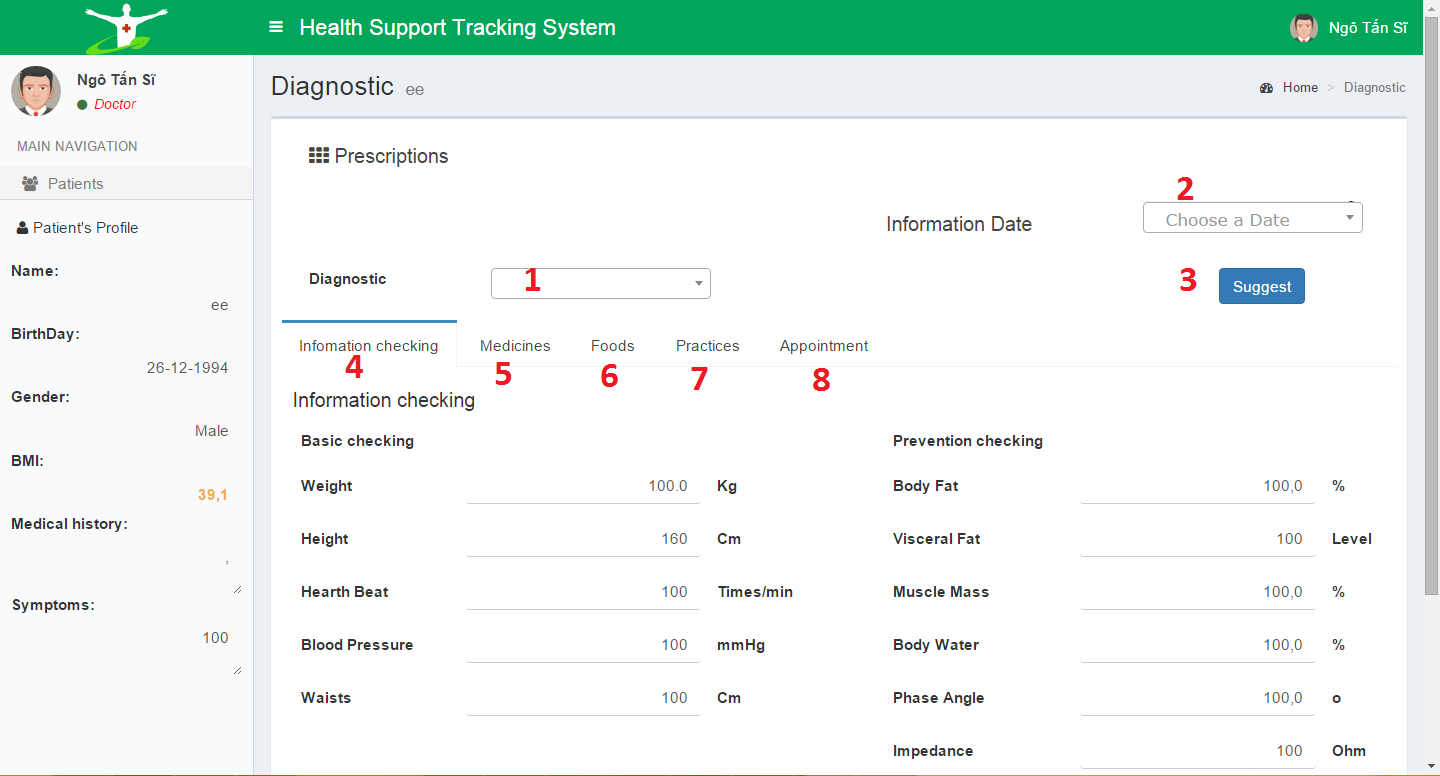 Health Support Tracking System
Ngô Tấn Sĩ
Ngô Tấn Sĩ
Doctor
MAIN NAVIGATION
Patients
Patient's Profile
Name:
ee
BirthDay:
26-12-1994
Gender:
Male
BMI:
39,1
Medical history:
,
Symptoms:
100
Diagnostic ee
Home > Diagnostic
Prescriptions
2
Information Date Choose a Date
Diagnostic 1 3 Suggest
Infomation checking Medicines Foods Practices Appointment
4 5 6 7 8
Information checking
Basic checking Prevention checking
Weight 100.0 Kg Body Fat 100,0 %
Height 160 Cm Visceral Fat 100 Level
Hearth Beat 100 Times/min Muscle Mass 100,0 %
Blood Pressure 100 mmHg Body Water 100,0 %
Waists 100 Cm Phase Angle 100,0 o
Impedance 100 Ohm